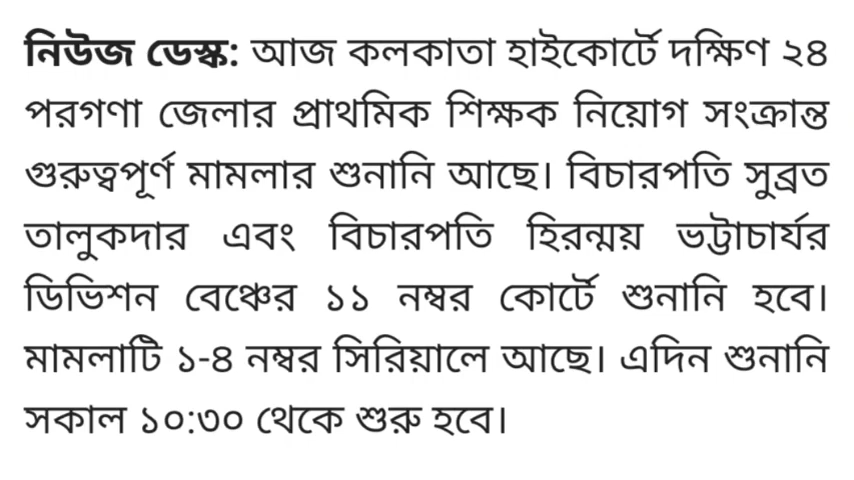 নিউজ ডেস্ক: আজ কলকাতা হাইকোর্টে দক্ষিণ ২৪
পরগণা জেলার প্রাথমিক শিক্ষক নিয়োগ সংক্রান্ত
গুরুত্বপূর্ণ মামলার শুনানি আছে। বিচারপতি সুব্রত
তালুকদার এবং বিচারপতি হিরন্ময় ভট্টাচার্যর
ডিভিশন বেঞ্চের ১১ নম্বর কোর্টে শুনানি হবে।
মামলাটি ১-৪ নম্বর সিরিয়ালে আছে। এদিন শুনানি
সকাল ১০:৩০ থেকে শুরু হবে।